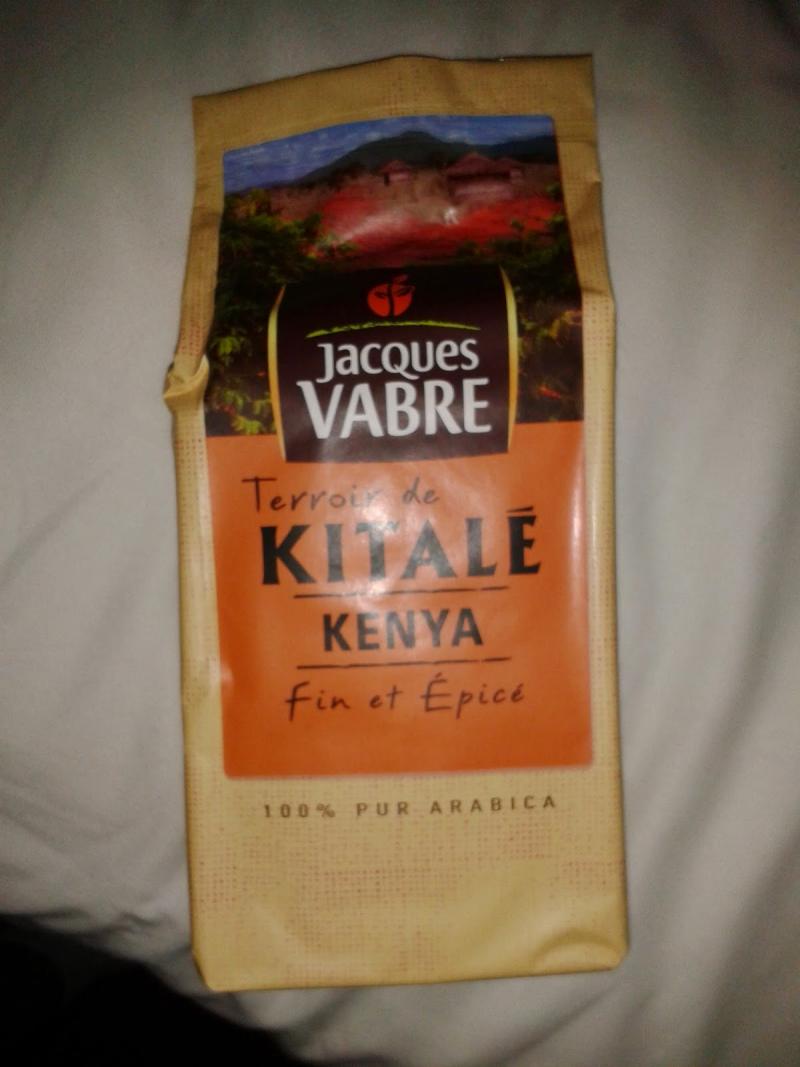 Jacques
VABRE
Terroir de
KITALÉ
KENYA
Fin et Épicé
100% PUR ARABICA